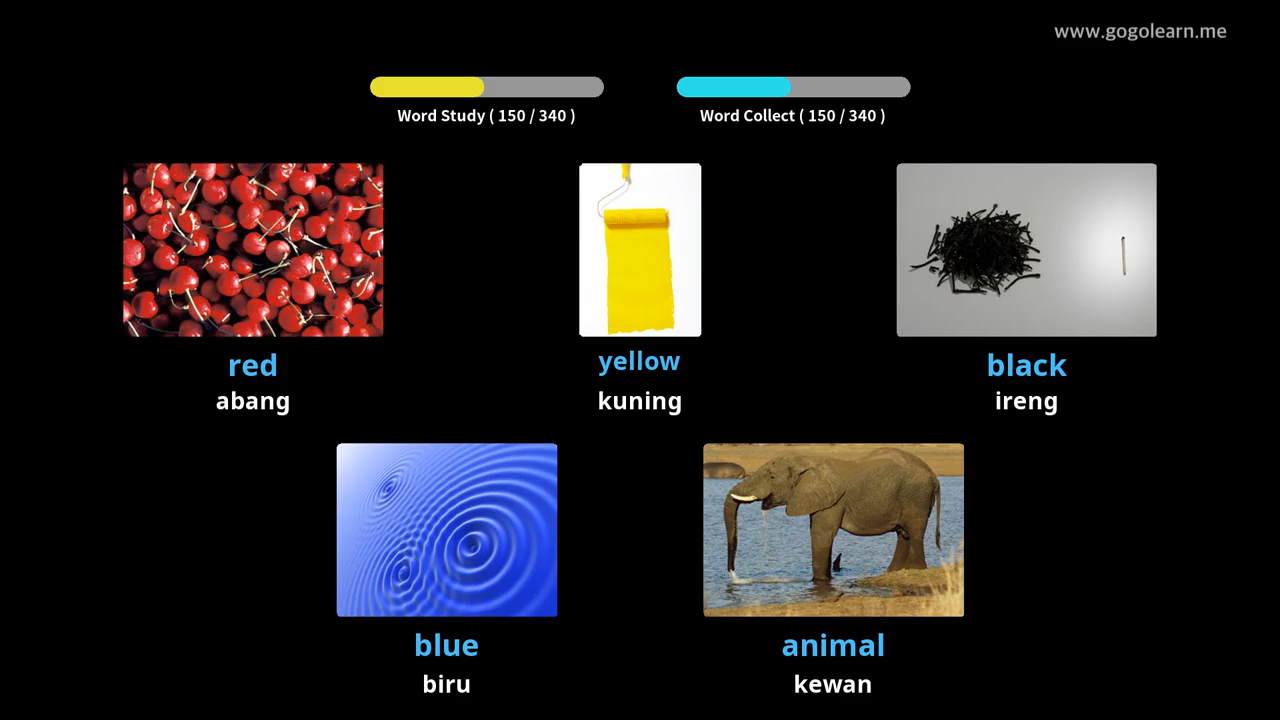 www.gogolearn.me
Word Study ( 150 / 340 )
Word Collect ( 150 / 340 )
red
abang
yellow
kuning
black
ireng
blue
biru
animal
kewan